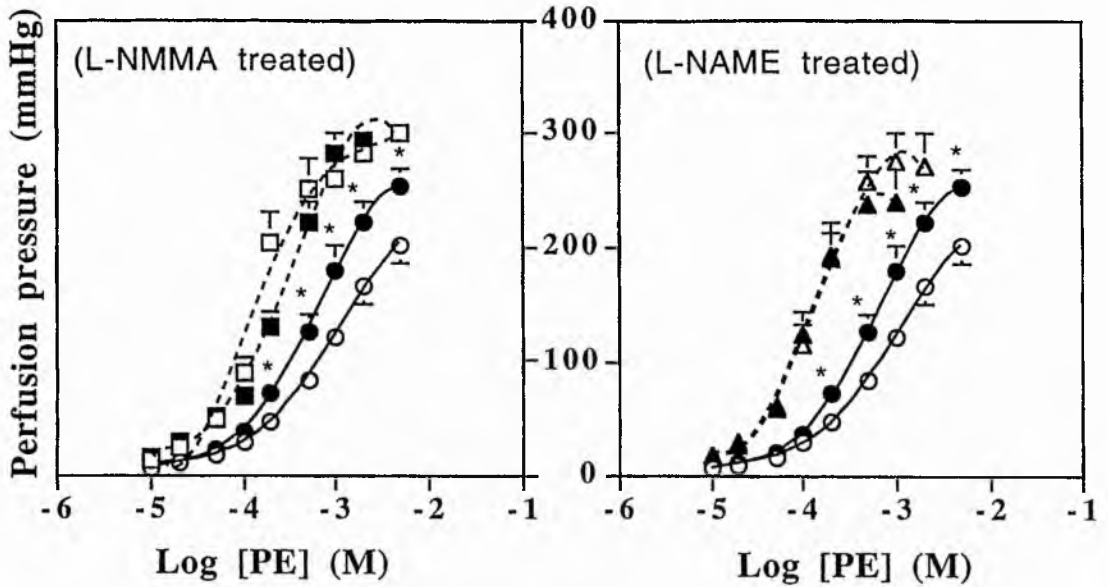 Perfusion pressure (mmHg)
(L-NMMA treated)
400
300
200
100
0
(L-NAME treated)
* * * * *
* * * * *
-6 -5 -4 -3 -2 -1
-6 -5 -4 -3 -2 -1
Log [PE] (M)
Log [PE] (M)